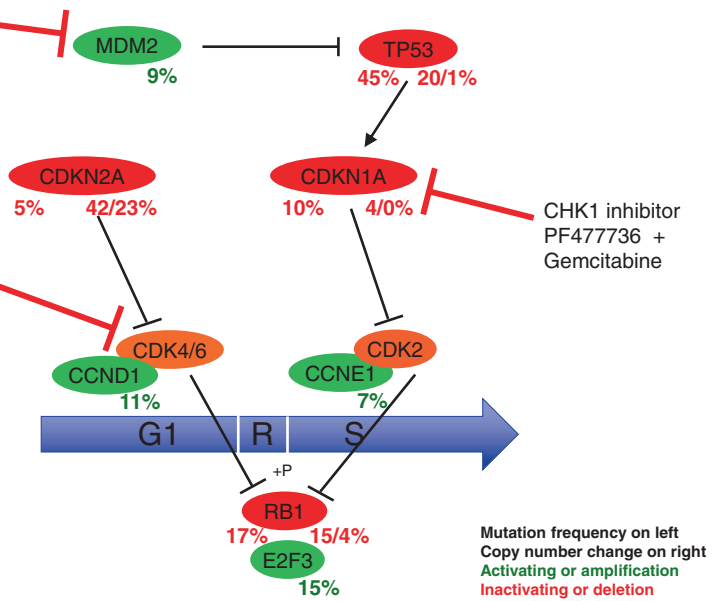 MDM2
9%
TP53
45% 20/1%
CDKN2A
5% 42/23%
CDKN1A
10% 4/0%
CHK1 inhibitor
PF477736 +
Gemcitabine
CDK4/6
CCND1
11%
CDK2
CCNE1
7%
G1 R S
+P
RB1
17% 15/4%
E2F3
15%
Mutation frequency on left
Copy number change on right
Activating or amplification
Inactivating or deletion